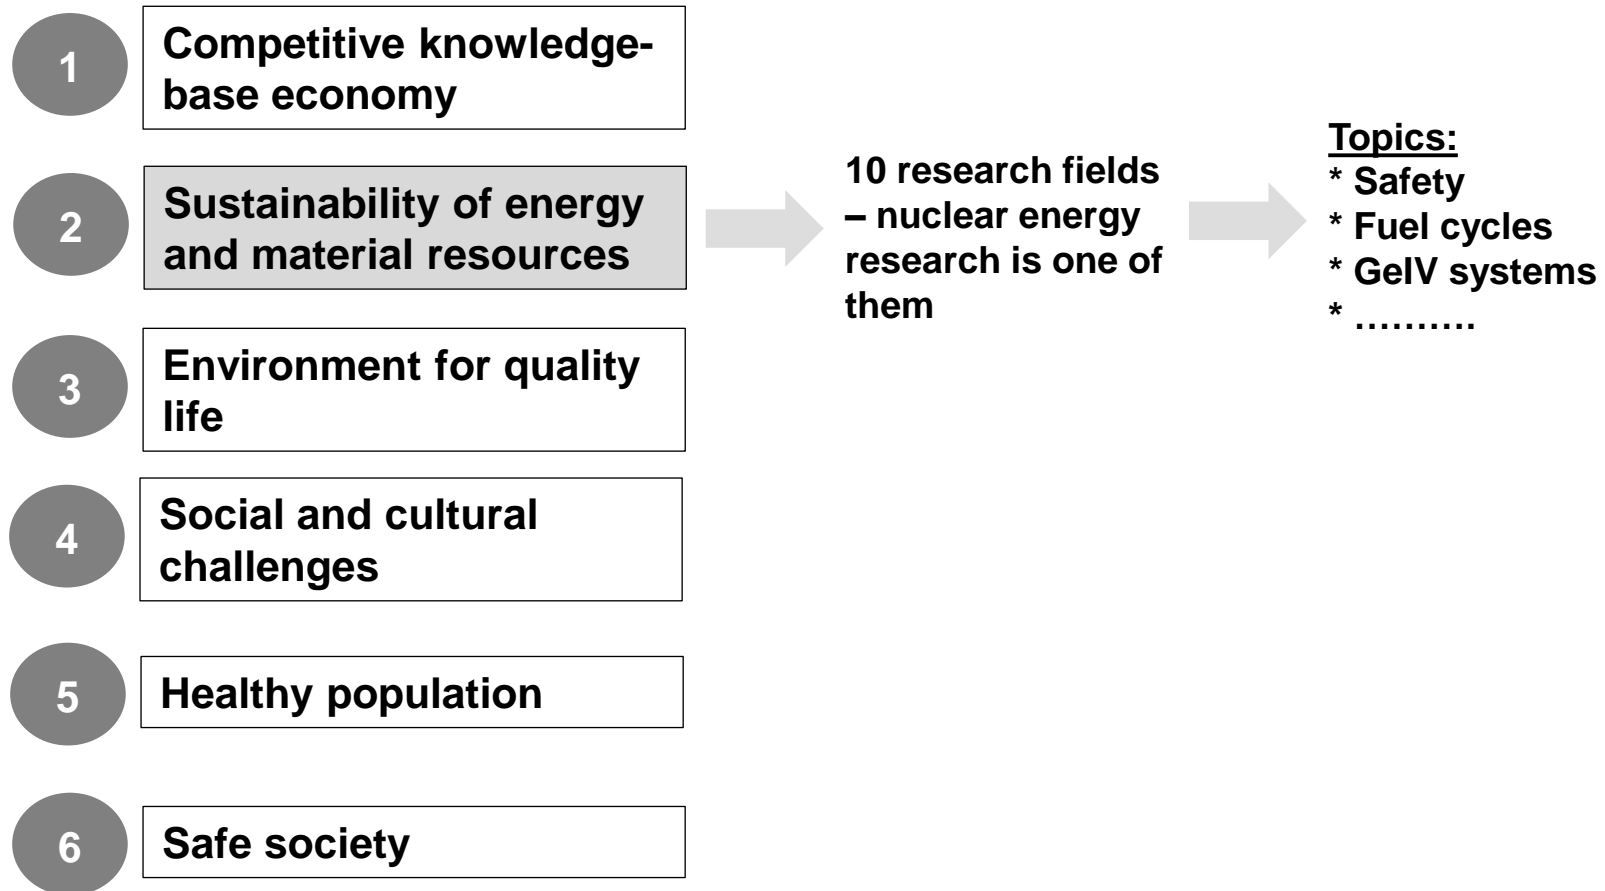 1
Competitive knowledge-
base economy
2
Sustainability of energy
and material resources
10 research fields
– nuclear energy
research is one of
them
Topics:
* Safety
* Fuel cycles
* GeIV systems
* ……….
3
Environment for quality
life
4
Social and cultural
challenges
5
Healthy population
6
Safe society